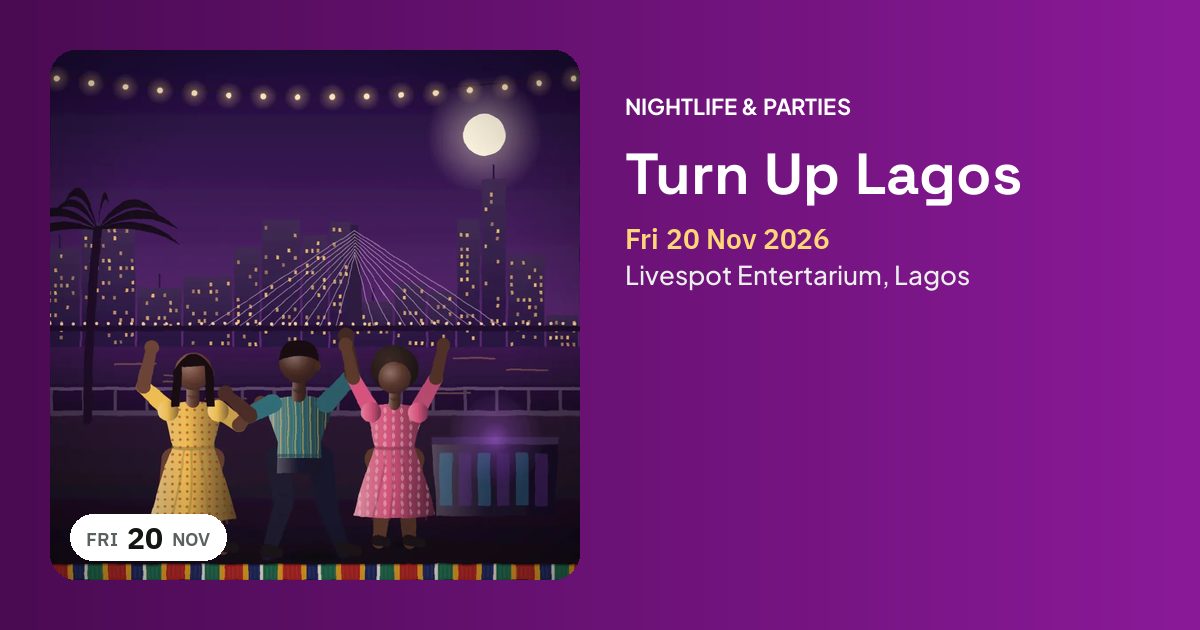 NIGHTLIFE & PARTIES
Turn Up Lagos
Fri 20 Nov 2026
Livespot Entertarium, Lagos
FRI 20 NOV